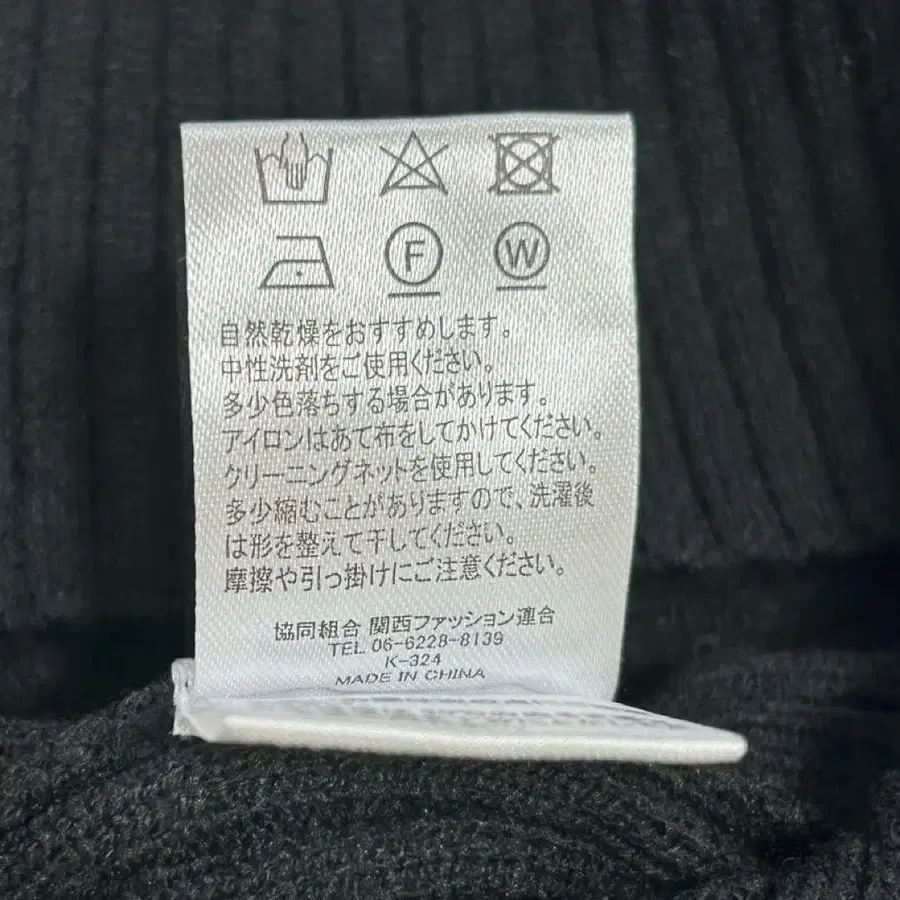 F W
自然乾燥をおすすめします。
中性洗剤をご使用ください。
多少色落ちする場合があります。
アイロンはあて布をしてかけてください。
クリーニングネットを使用してください。
多少縮むことがありますので、洗濯後
は形を整えて干してください。
摩擦や引っ掛けにご注意ください。
協同組合 関西ファッション連合
TEL 06-6228-8139
K-324
MADE IN CHINA